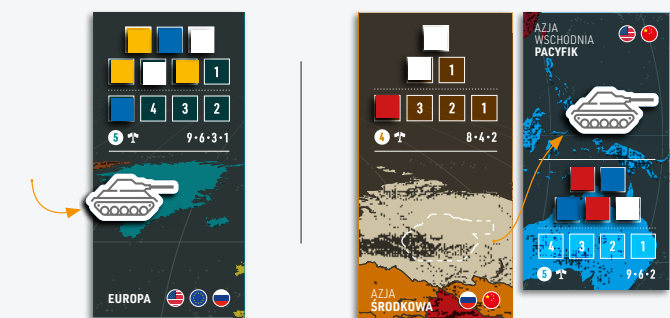 1
4 3 2
5 9•6•3•1
EUROPA
1
3 2 1
4 8•4•2
AZJA
ŚRODKOWA
AZJA
WSCHODNIA
PACYFIK
4 3 2 1
5 9•6•2